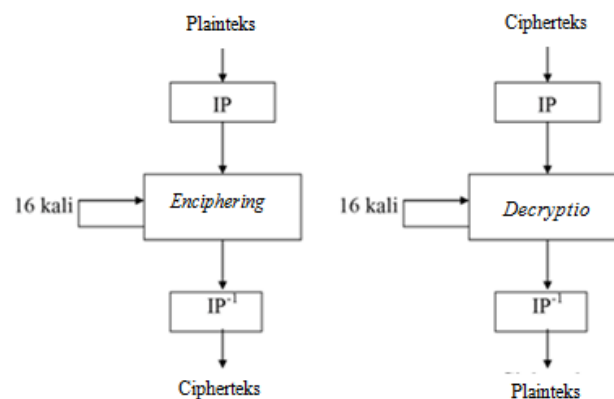 Plainteks
IP
16 kali
Enciphering
IP⁻¹
Cipherteks
Cipherteks
IP
16 kali
Decryptio
IP⁻¹
Plainteks